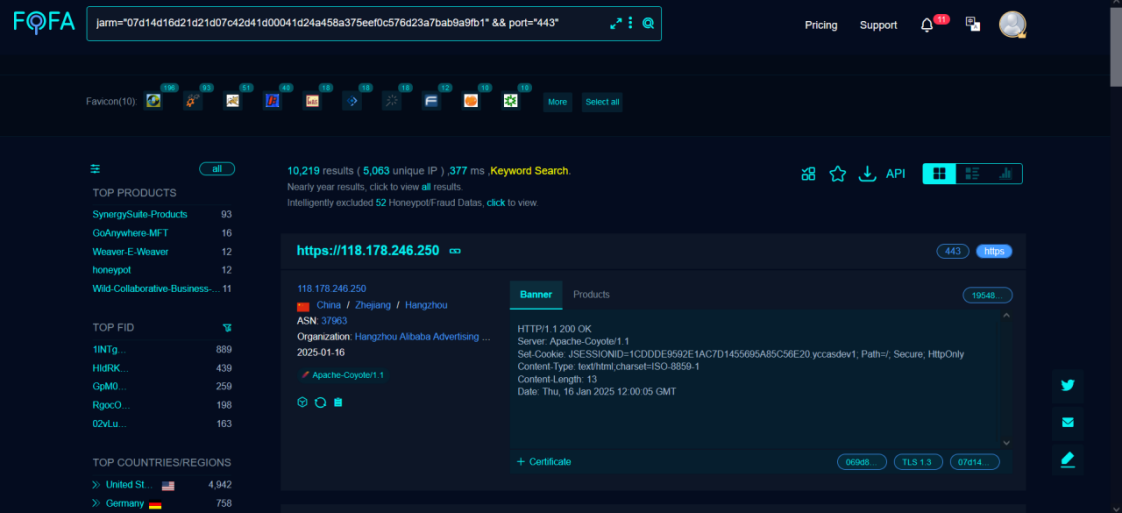 FOFA
jarm="07d14d16d21d21d07c42d41d00041d24a458a375eef0c576d23a7bab9a9fb1" && port="443"
Pricing
Support
11
Favicon(10):
196
93
51
40
18
18
18
12
10
10
More
Select all
all
TOP PRODUCTS
SynergySuite-Products 93
GoAnywhere-MFT 16
Weaver-E-Weaver 12
honeypot 12
Wild-Collaborative-Business-... 11
TOP FID
1INTg... 889
HIdRK... 439
GpM0... 259
RgocO... 198
02vLu... 163
TOP COUNTRIES/REGIONS
United St... 4,942
Germany 758
10,219 results ( 5,063 unique IP ) ,377 ms ,Keyword Search.
Nearly year results, click to view all results.
Intelligently excluded 52 Honeypot/Fraud Datas, click to view.
API
https://118.178.246.250
443
https
118.178.246.250
China / Zhejiang / Hangzhou
ASN: 37963
Organization: Hangzhou Alibaba Advertising ...
2025-01-16
Apache-Coyote/1.1
Banner
Products
19548...
HTTP/1.1 200 OK
Server: Apache-Coyote/1.1
Set-Cookie: JSESSIONID=1CDDDE9592E1AC7D1455695A85C56E20.yccasdev1; Path=/; Secure; HttpOnly
Content-Type: text/html;charset=ISO-8859-1
Content-Length: 13
Date: Thu, 16 Jan 2025 12:00:05 GMT
+ Certificate
069d8...
TLS 1.3
07d14...